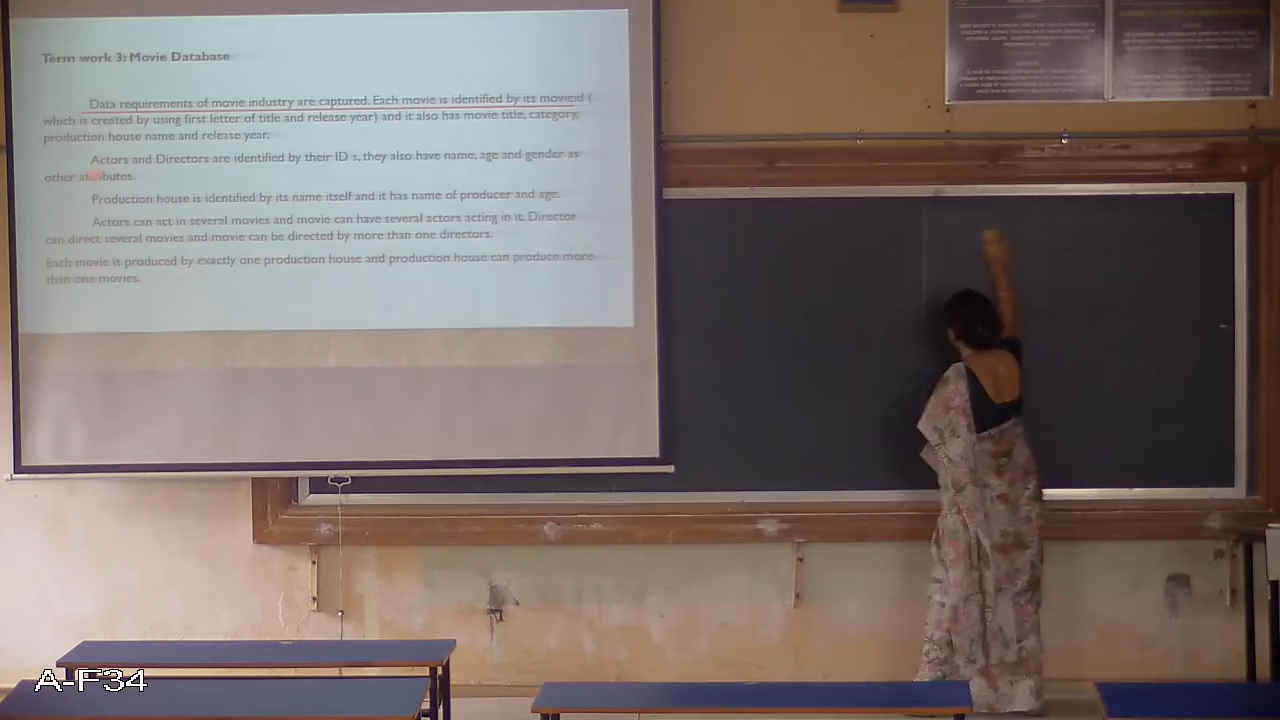 Term work 3: Movie Database
Data requirements of movie industry are captured. Each movie is identified by its movieid (
which is created by using first letter of title and release year) and it also has movie title, category,
production house name and release year.
Actors and Directors are identified by their ID s, they also have name, age and gender as
other attributes.
Production house is identified by its name itself and it has name of producer and age.
Actors can act in several movies and movie can have several actors acting in it. Director
can direct several movies and movie can be directed by more than one directors.
Each movie is produced by exactly one production house and production house can produce more
than one movies.
A-F34